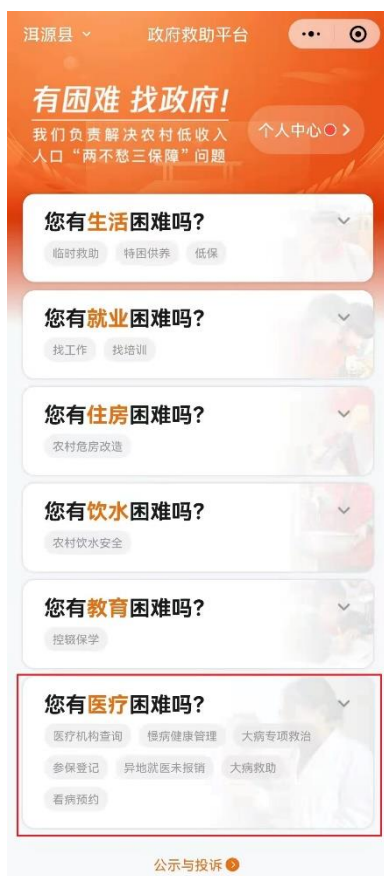 洱源县
政府救助平台
有困难 找政府!
我们负责解决农村低收入
人口“两不愁三保障”问题
个人中心
您有生活困难吗?
临时救助 特困供养 低保
您有就业困难吗?
找工作 找培训
您有住房困难吗?
农村危房改造
您有饮水困难吗?
农村饮水安全
您有教育困难吗?
控辍保学
您有医疗困难吗?
医疗机构查询 慢病健康管理 大病专项救治
参保登记 异地就医未报销 大病救助
看病预约
公示与投诉